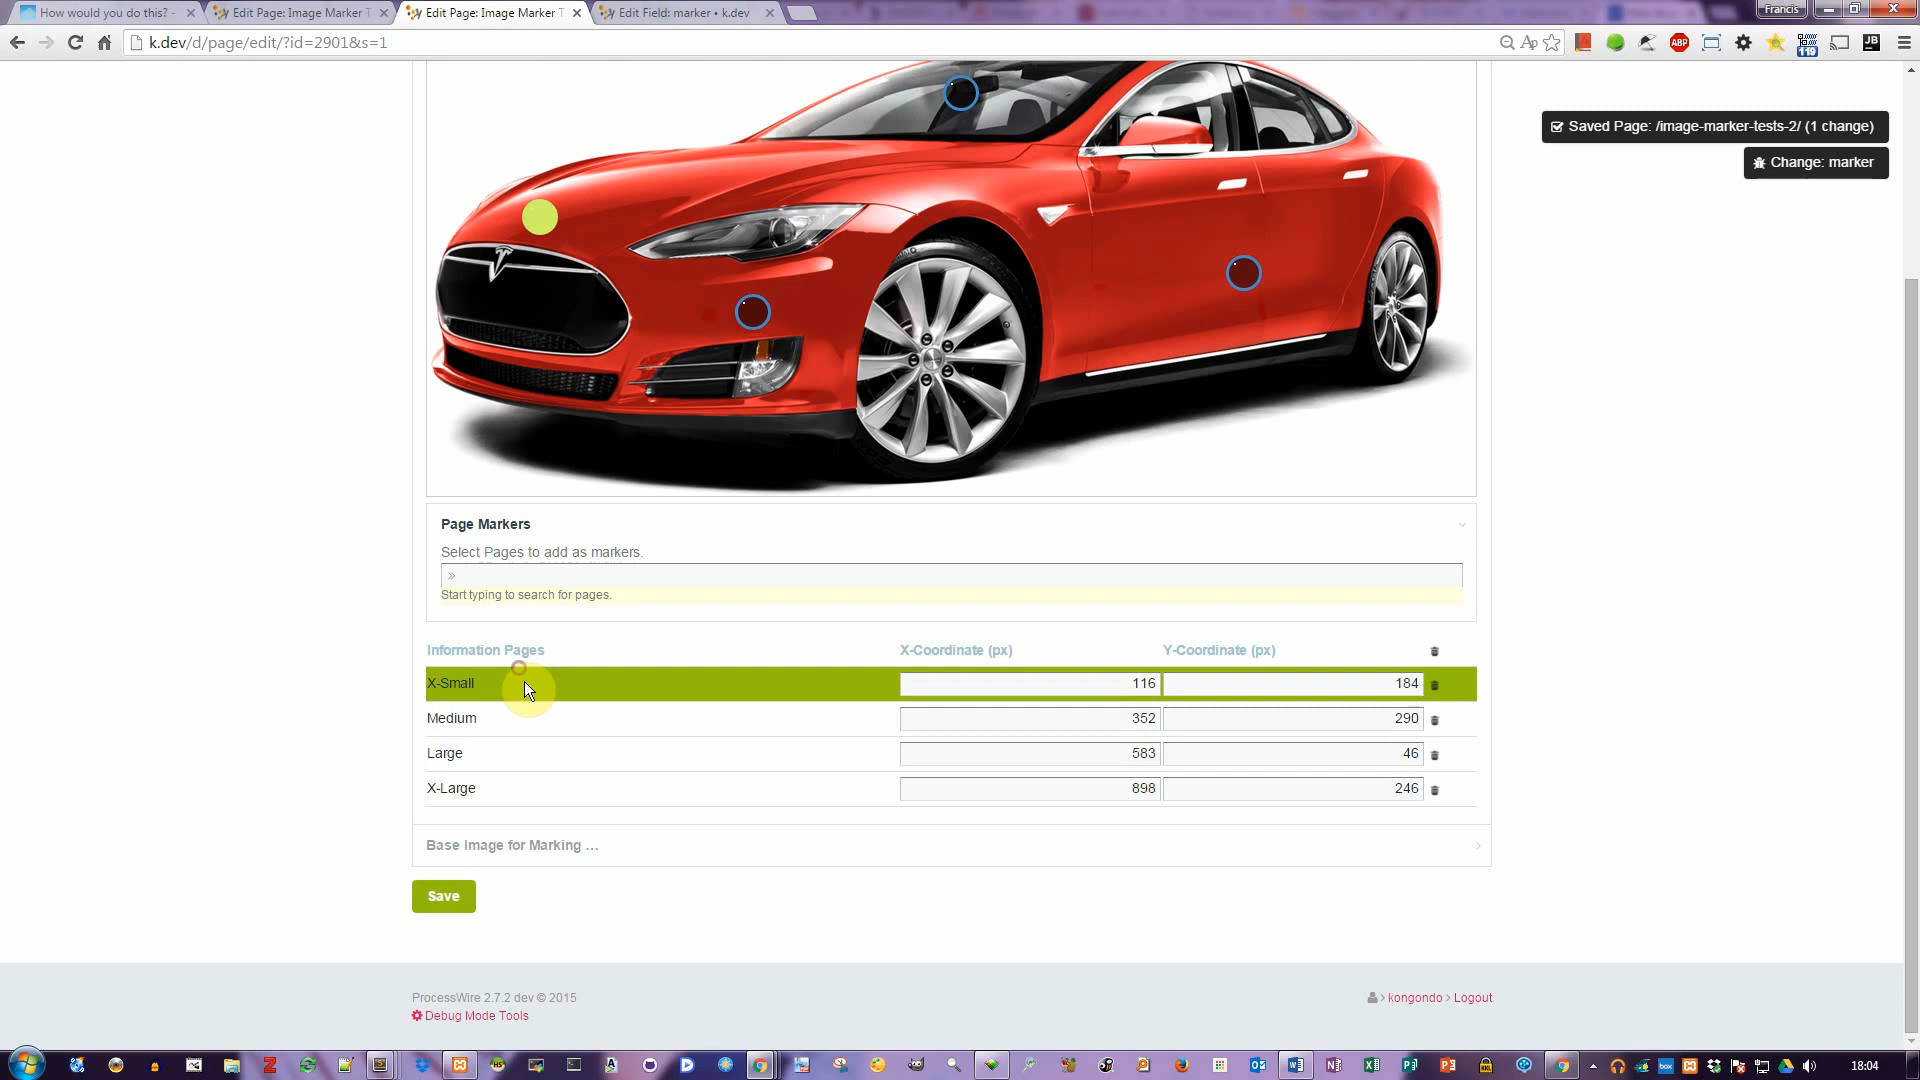 How would you do this? -
Edit Page: Image Marker T
Edit Page: Image Marker T
Edit Field: marker • k.dev
Francis
k.dev/d/page/edit/?id=2901&s=1
ABP
119
JB
Saved Page: /image-marker-tests-2/ (1 change)
Change: marker
Page Markers
Select Pages to add as markers.
Start typing to search for pages.
Information Pages X-Coordinate (px) Y-Coordinate (px)
X-Small 116 184
Medium 352 290
Large 583 46
X-Large 898 246
Base Image for Marking ...
Save
ProcessWire 2.7.2 dev © 2015
kongondo > Logout
Debug Mode Tools
18:04